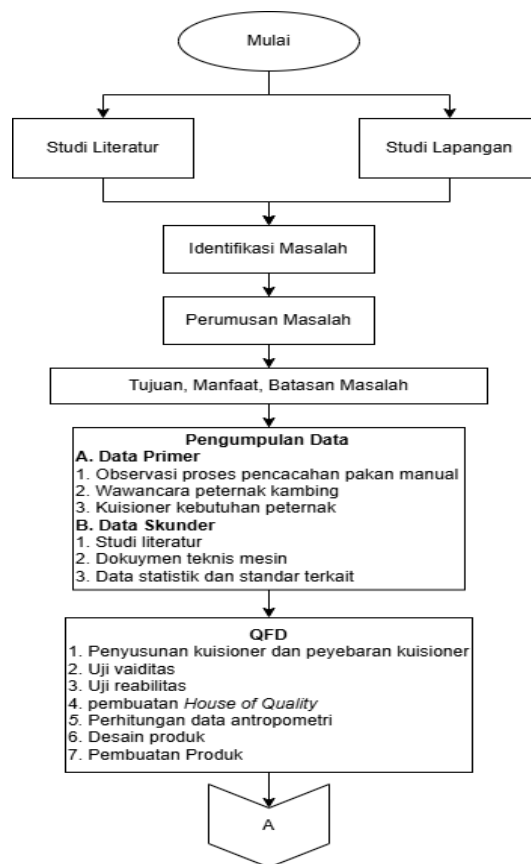 Mulai
Studi Literatur
Studi Lapangan
Identifikasi Masalah
Perumusan Masalah
Tujuan, Manfaat, Batasan Masalah
Pengumpulan Data
A. Data Primer
1. Observasi proses pencacahan pakan manual
2. Wawancara peternak kambing
3. Kuisioner kebutuhan peternak
B. Data Skunder
1. Studi literatur
2. Dokuymen teknis mesin
3. Data statistik dan standar terkait
QFD
1. Penyusunan kuisioner dan peyebaran kuisioner
2. Uji vaiditas
3. Uji reabilitas
4. pembuatan House of Quality
5. Perhitungan data antropometri
6. Desain produk
7. Pembuatan Produk
A